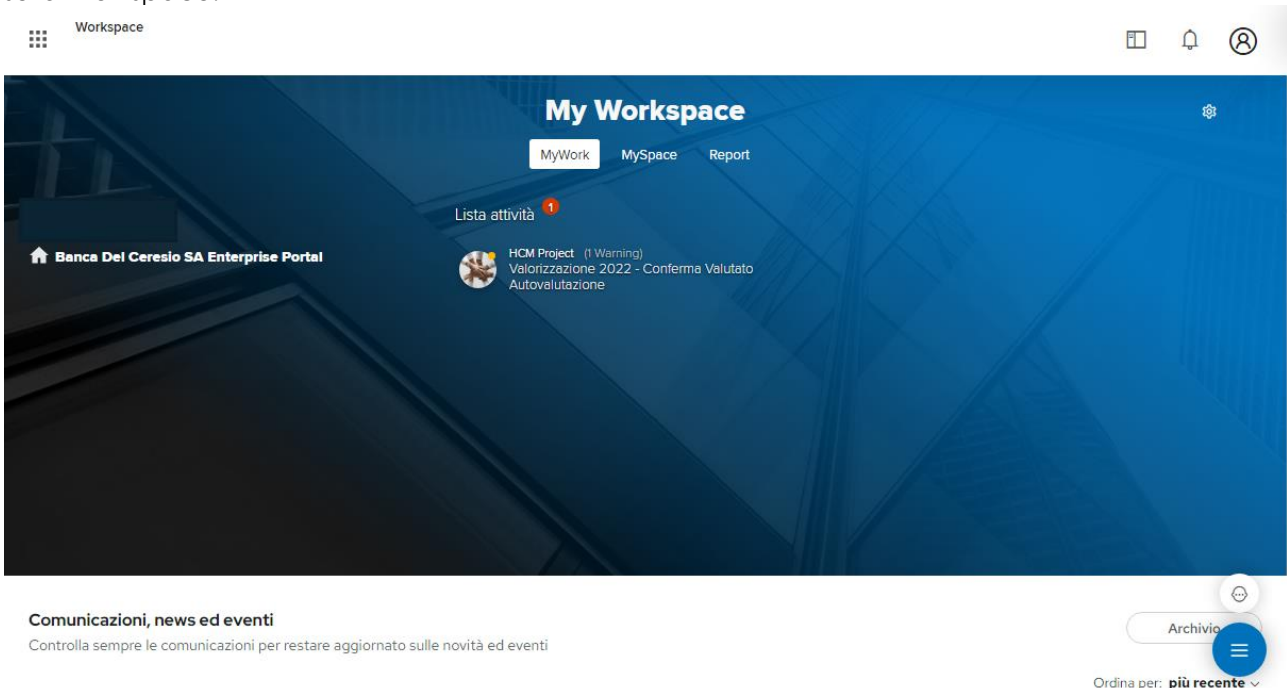 Workspace
My Workspace
MyWork MySpace Report
Lista attività 1
Banca Del Ceresio SA Enterprise Portal
HCM Project (1 Warning)
Valorizzazione 2022 - Conferma Valutato
Autovalutazione
Comunicazioni, news ed eventi
Controlla sempre le comunicazioni per restare aggiornato sulle novità ed eventi
Archivio
Ordina per: più recente